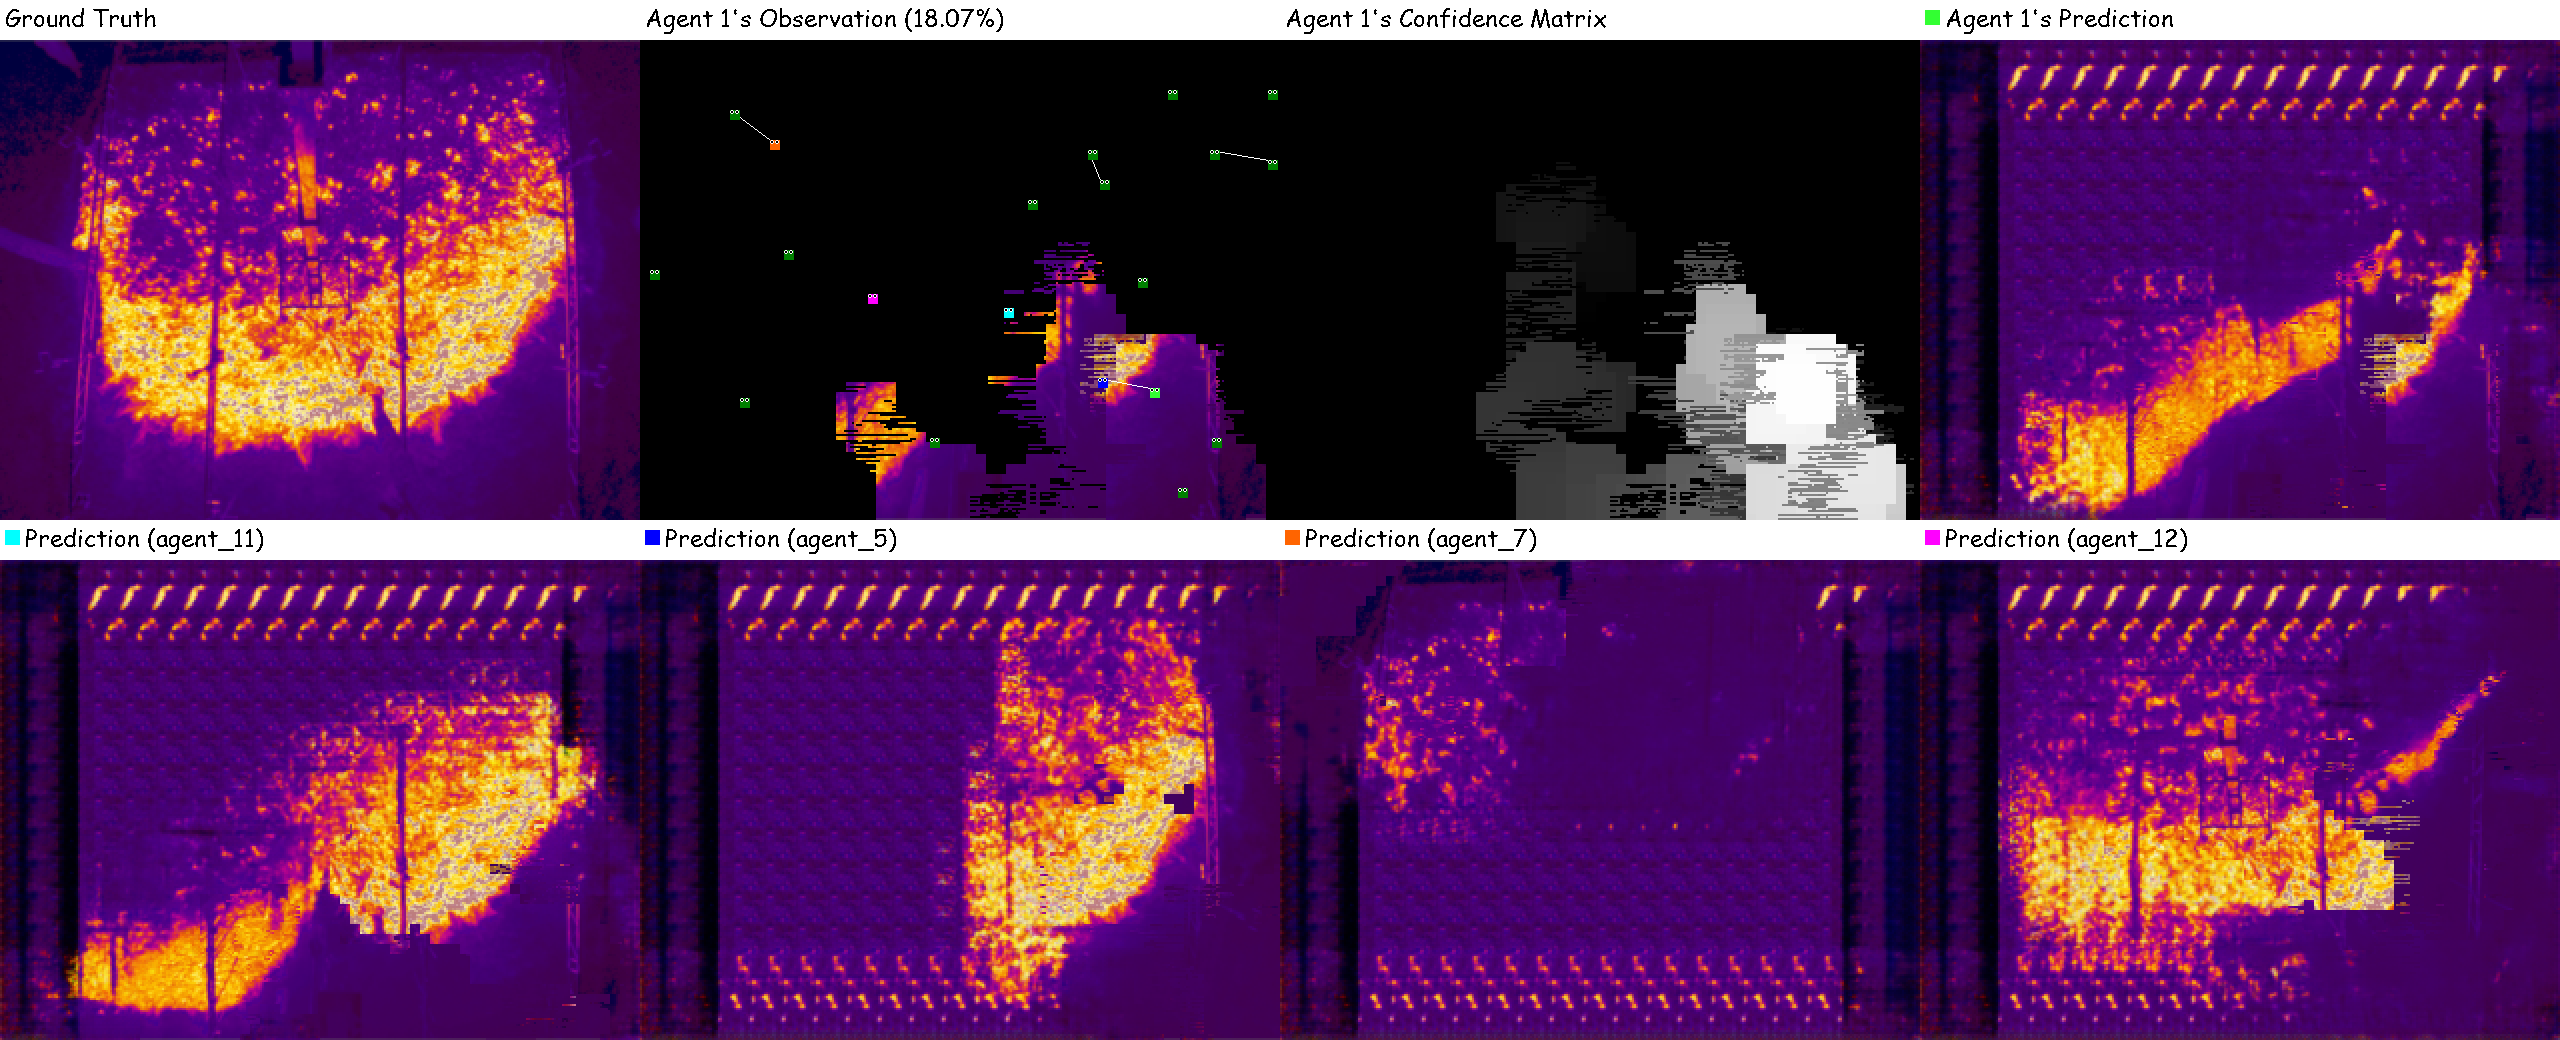 Ground Truth
Agent 1's Observation (18.07%)
Agent 1's Confidence Matrix
Agent 1's Prediction
Prediction (agent_11)
Prediction (agent_5)
Prediction (agent_7)
Prediction (agent_12)